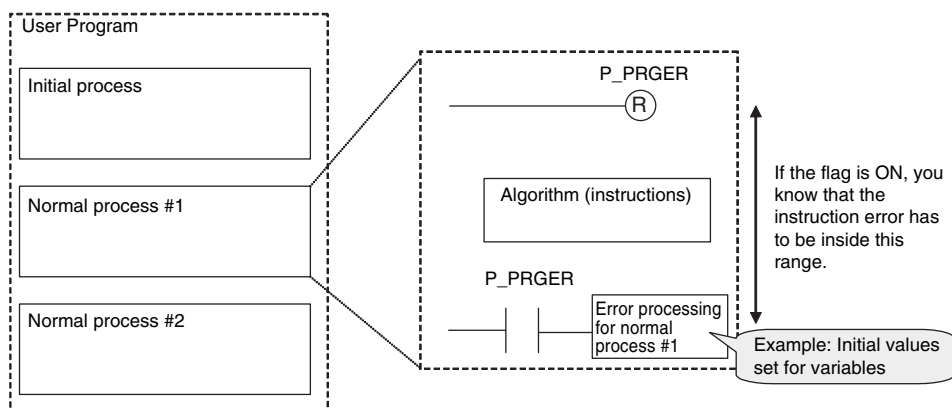 User Program
Initial process
Normal process #1
Normal process #2
P_PRGER
R
Algorithm (instructions)
P_PRGER
Error processing
for normal
process #1
If the flag is ON, you
know that the
instruction error has
to be inside this
range.
Example: Initial values
set for variables